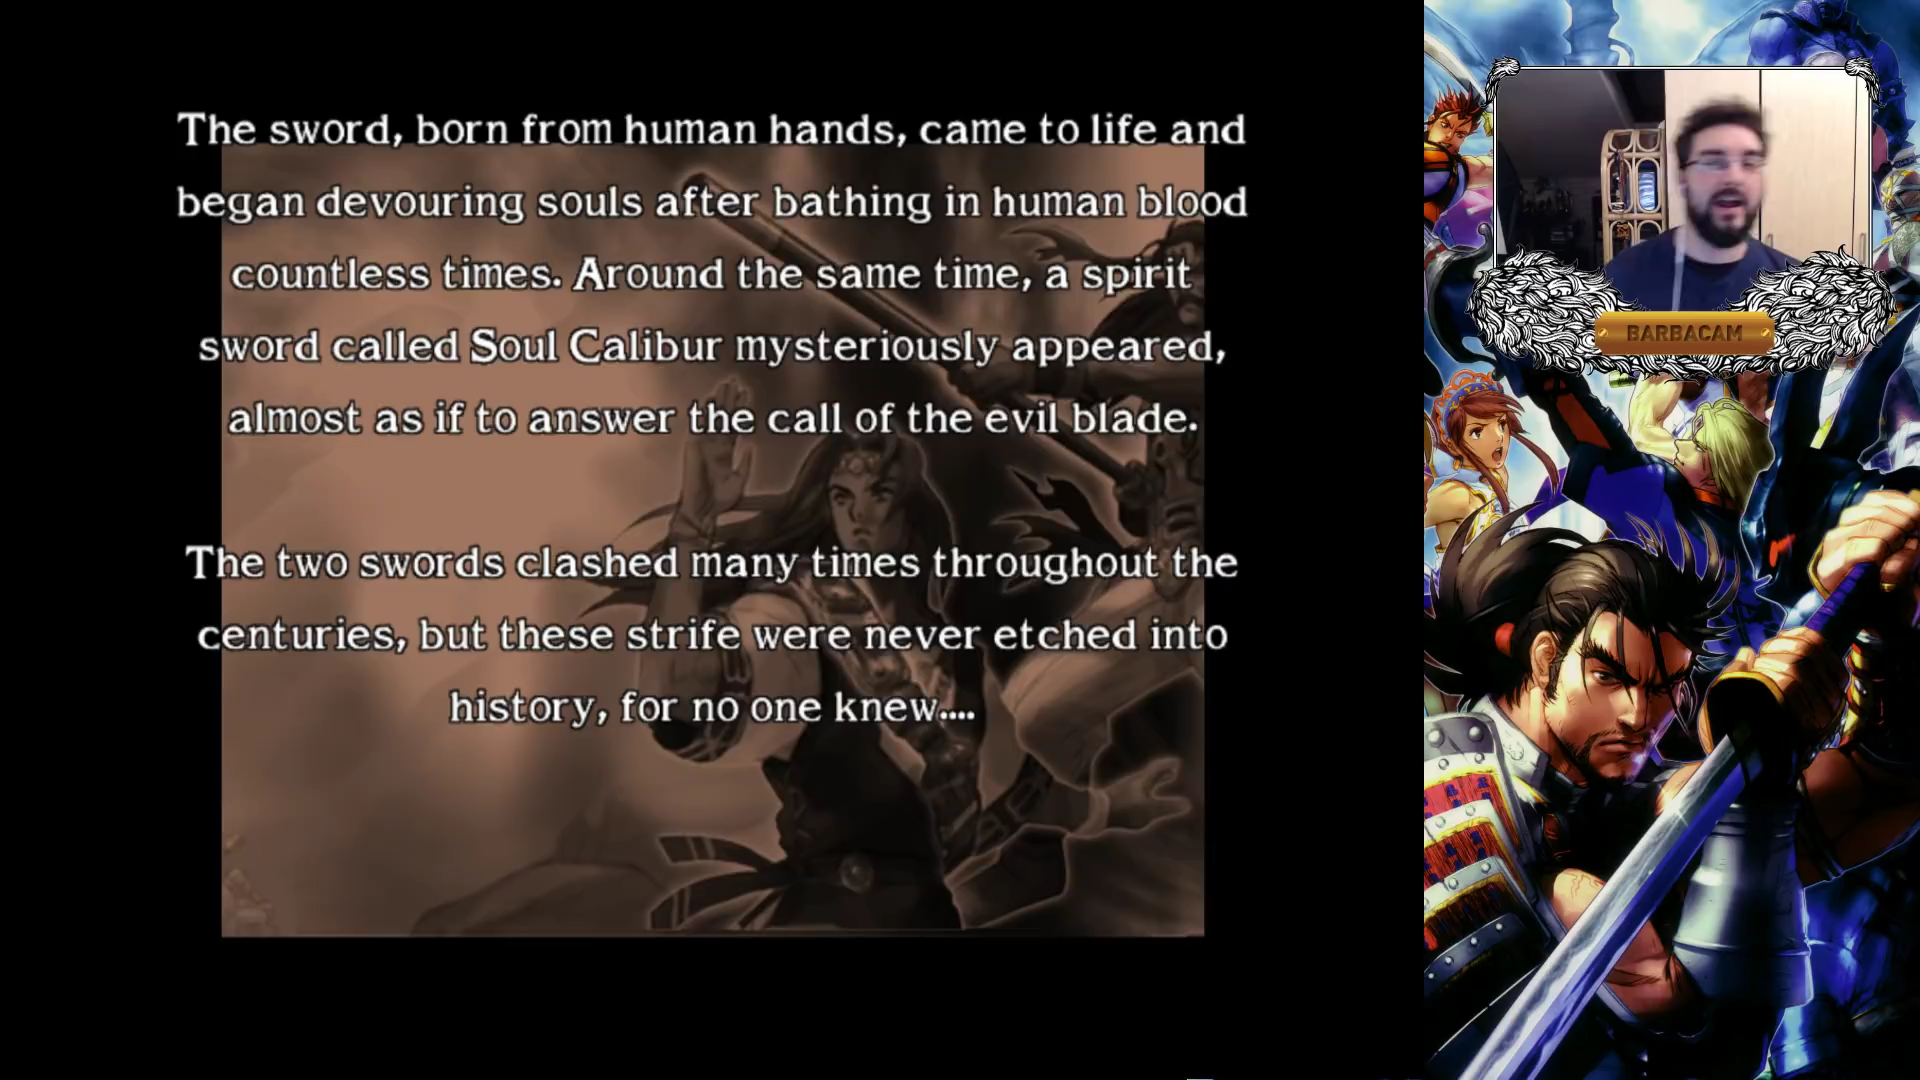 The sword, born from human hands, came to life and
began devouring souls after bathing in human blood
countless times. Around the same time, a spirit
sword called Soul Calibur mysteriously appeared,
almost as if to answer the call of the evil blade.
The two swords clashed many times throughout the
centuries, but these strife were never etched into
history, for no one knew....
BARBACAM